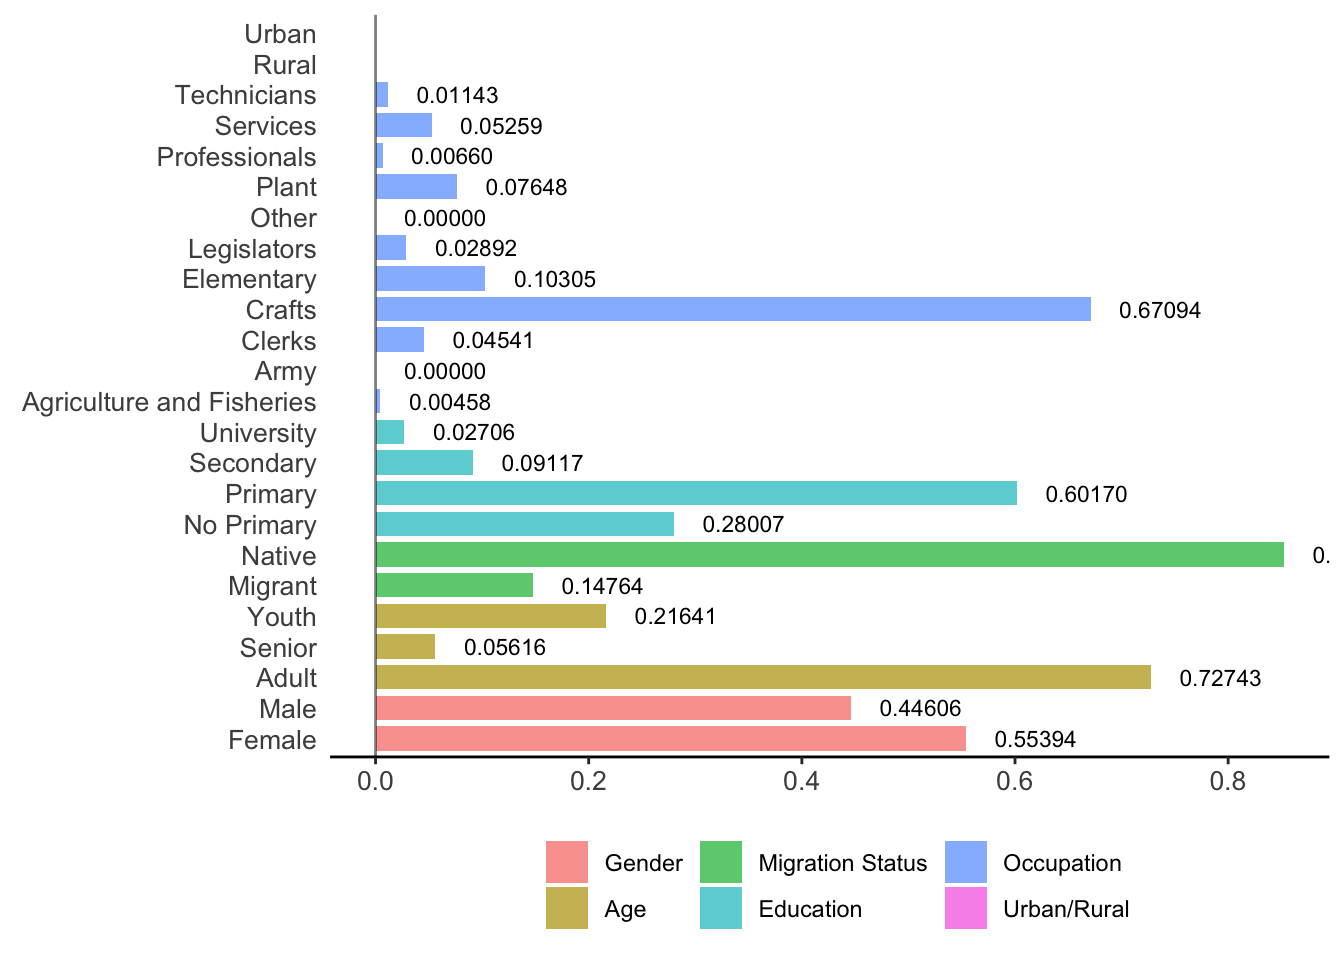 Urban
Rural
Technicians 0.01143
Services 0.05259
Professionals 0.00660
Plant 0.07648
Other 0.00000
Legislators 0.02892
Elementary 0.10305
Crafts 0.67094
Clerks 0.04541
Army 0.00000
Agriculture and Fisheries 0.00458
University 0.02706
Secondary 0.09117
Primary 0.60170
No Primary 0.28007
Native 0.
Migrant 0.14764
Youth 0.21641
Senior 0.05616
Adult 0.72743
Male 0.44606
Female 0.55394
0.0 0.2 0.4 0.6 0.8
Gender Migration Status Occupation
Age Education Urban/Rural